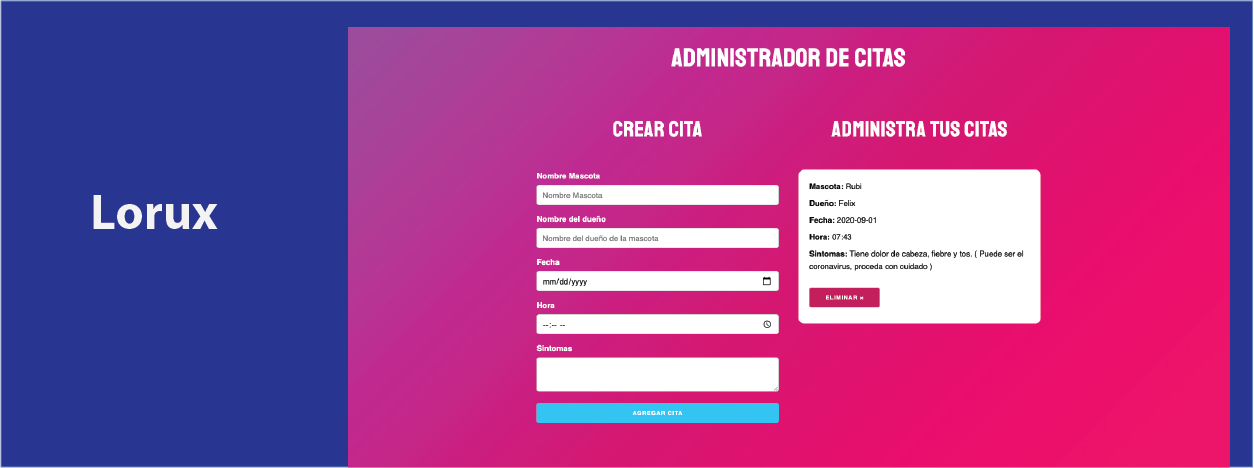 Lorux
ADMINISTRADOR DE CITAS
CREAR CITA
Nombre Mascota
Nombre Mascota
Nombre del dueño
Nombre del dueño de la mascota
Fecha
mm/dd/yyyy
Hora
--:-- --
Sintomas
AGREGAR CITA
ADMINISTRA TUS CITAS
Mascota: Rubi
Dueño: Felix
Fecha: 2020-09-01
Hora: 07:43
Sintomas: Tiene dolor de cabeza, fiebre y tos. ( Puede ser el
coronavirus, proceda con cuidado )
ELIMINAR ×